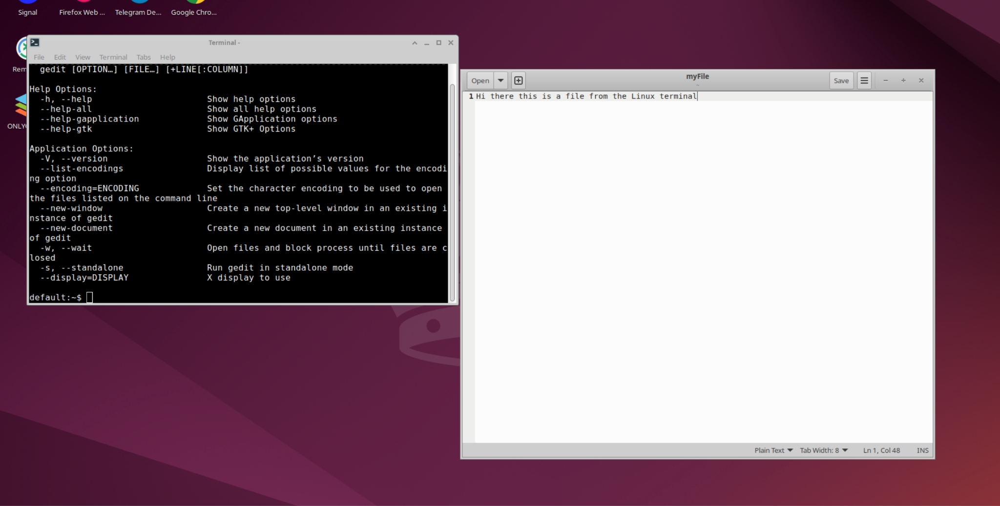 Signal
Firefox Web ...
Telegram De...
Google Chro...
Rem
ONLY
Terminal -
File Edit View Terminal Tabs Help
  gedit [OPTION…] [FILE…] [+LINE[:COLUMN]]
Help Options:
  -h, --help                      Show help options
  --help-all                      Show all help options
  --help-gapplication             Show GApplication options
  --help-gtk                      Show GTK+ Options
Application Options:
  -V, --version                   Show the application’s version
  --list-encodings                Display list of possible values for the encodi
ng option
  --encoding=ENCODING             Set the character encoding to be used to open
the files listed on the command line
  --new-window                    Create a new top-level window in an existing i
nstance of gedit
  --new-document                  Create a new document in an existing instance
of gedit
  -w, --wait                      Open files and block process until files are c
losed
  -s, --standalone                Run gedit in standalone mode
  --display=DISPLAY               X display to use
default:~$
Open
myFile
~
Save
1 Hi there this is a file from the Linux terminal
Plain Text Tab Width: 8 Ln 1, Col 48 INS